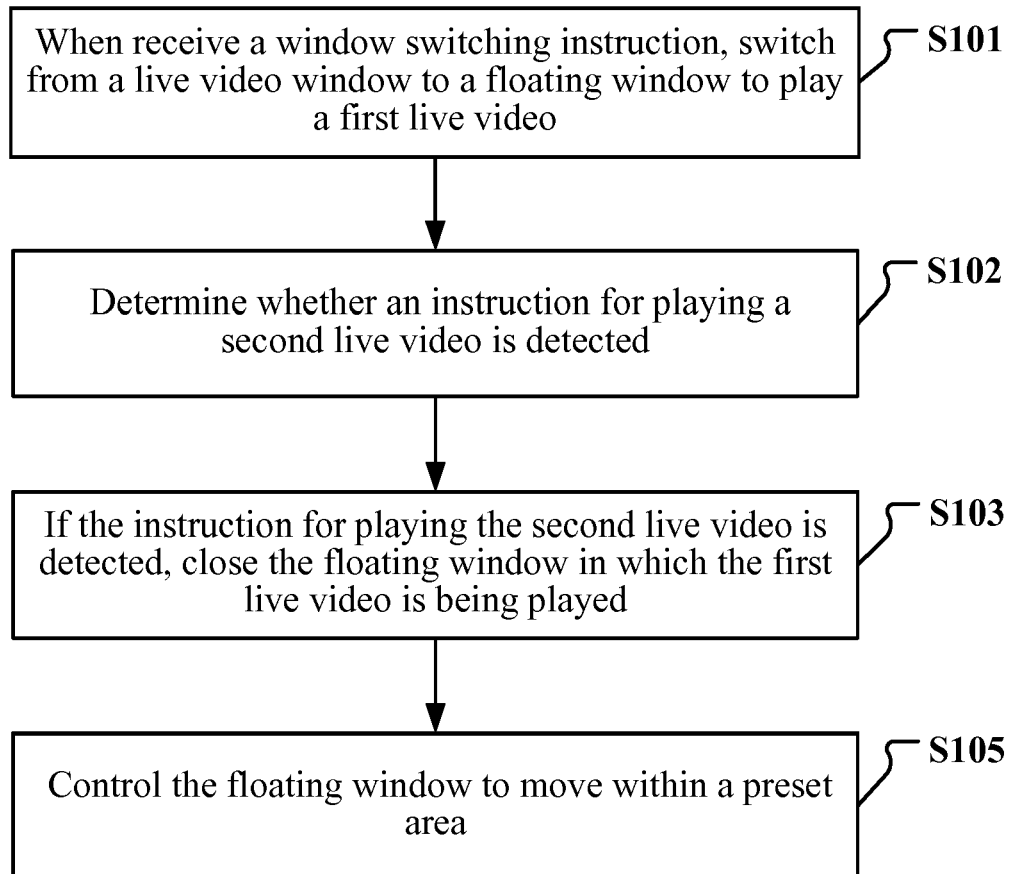 When receive a window switching instruction, switch
from a live video window to a floating window to play
a first live video
S101
Determine whether an instruction for playing a
second live video is detected
S102
If the instruction for playing the second live video is
detected, close the floating window in which the first
live video is being played
S103
Control the floating window to move within a preset
area
S105